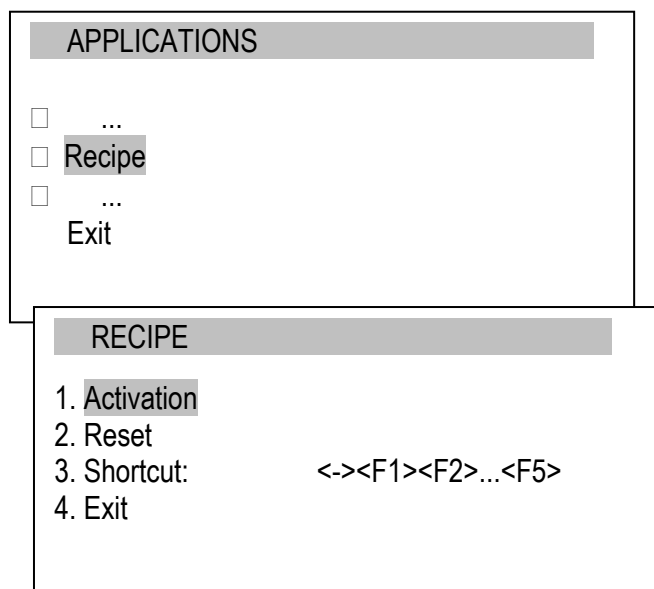 APPLICATIONS
...
Recipe
...
Exit
RECIPE
1. Activation
2. Reset
3. Shortcut: <-><F1><F2>...<F5>
4. Exit